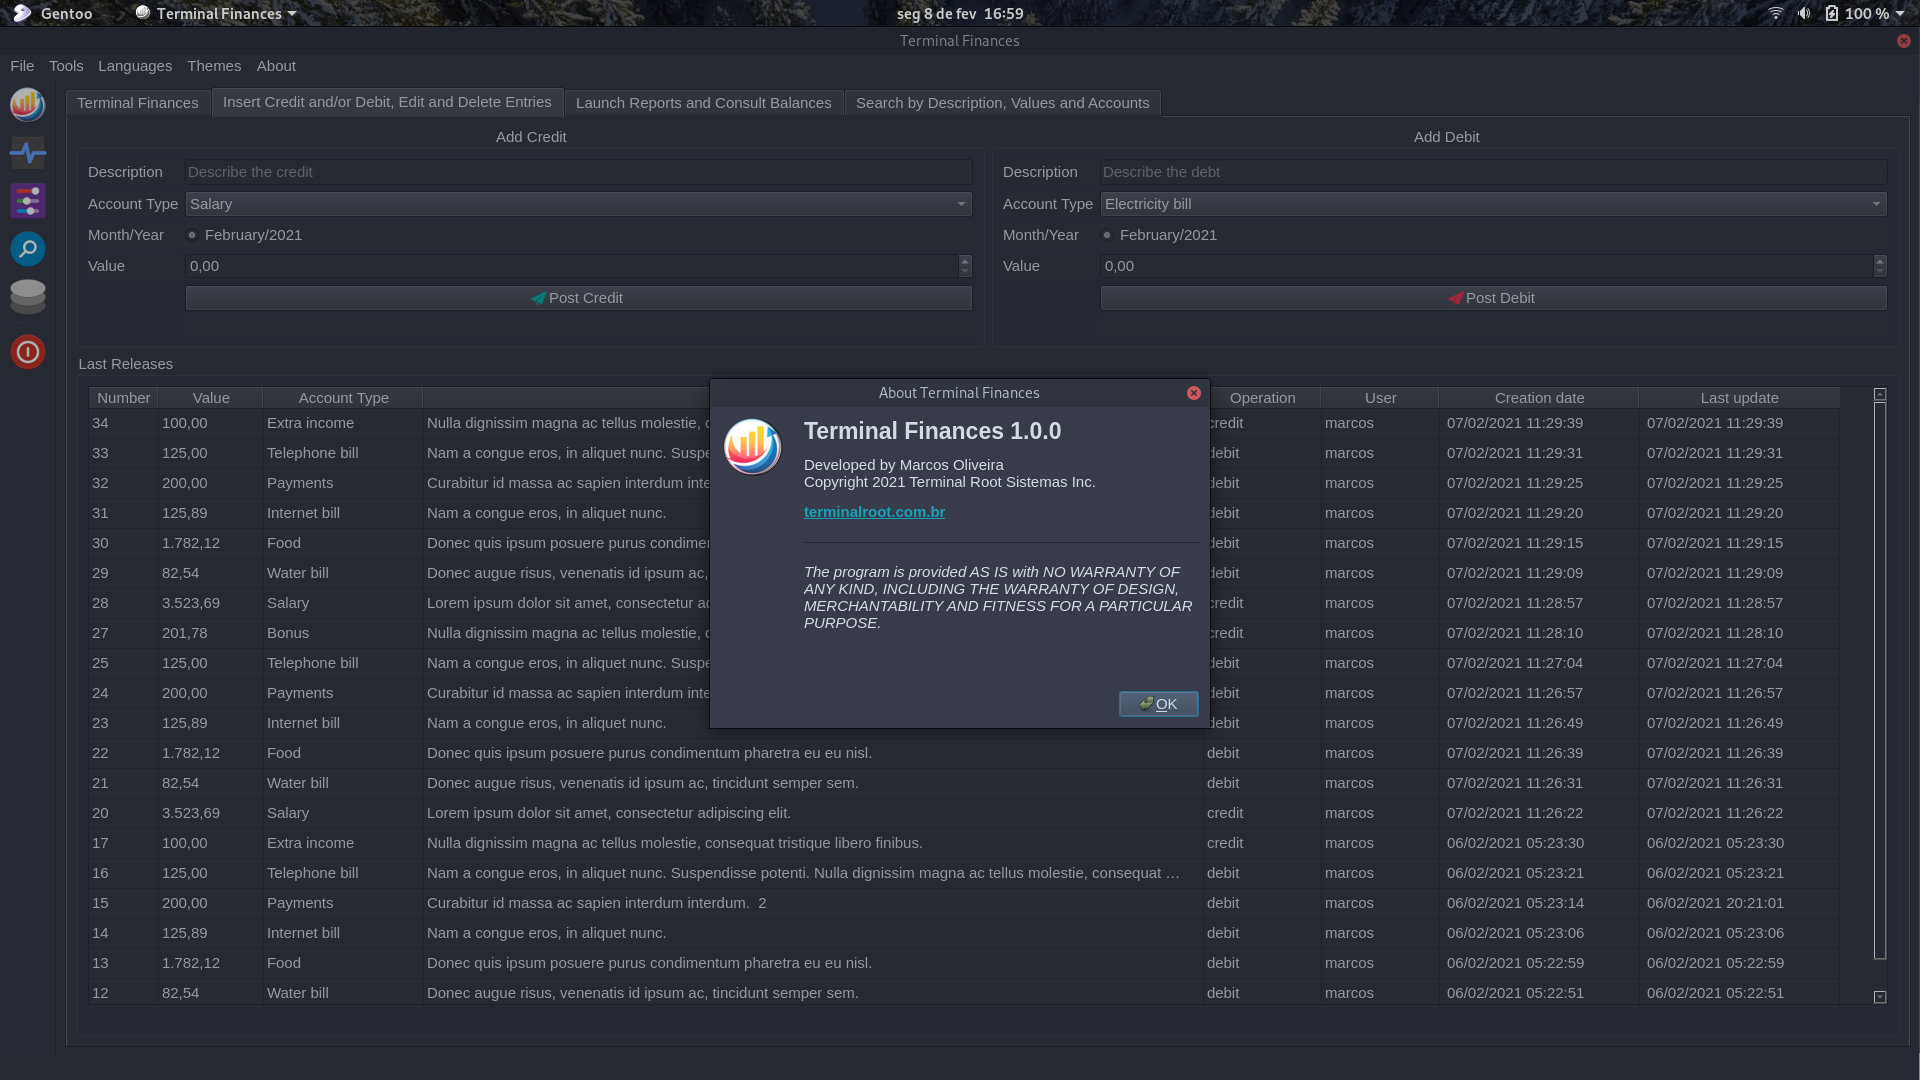 Gentoo Terminal Finances seg 8 de fev 16:59 100 %
Terminal Finances
File Tools Languages Themes About
Terminal Finances Insert Credit and/or Debit, Edit and Delete Entries Launch Reports and Consult Balances Search by Description, Values and Accounts
Add Credit Add Debit
Description Describe the credit Description Describe the debt
Account Type Salary Account Type Electricity bill
Month/Year February/2021 Month/Year February/2021
Value 0,00 Value 0,00
Post Credit Post Debit
Last Releases
Number Value Account Type Operation User Creation date Last update
34 100,00 Extra income Nulla dignissim magna ac tellus molestie, credit marcos 07/02/2021 11:29:39 07/02/2021 11:29:39
33 125,00 Telephone bill Nam a congue eros, in aliquet nunc. Suspe debit marcos 07/02/2021 11:29:31 07/02/2021 11:29:31
32 200,00 Payments Curabitur id massa ac sapien interdum inte debit marcos 07/02/2021 11:29:25 07/02/2021 11:29:25
31 125,89 Internet bill Nam a congue eros, in aliquet nunc. debit marcos 07/02/2021 11:29:20 07/02/2021 11:29:20
30 1.782,12 Food Donec quis ipsum posuere purus condimen debit marcos 07/02/2021 11:29:15 07/02/2021 11:29:15
29 82,54 Water bill Donec augue risus, venenatis id ipsum ac, debit marcos 07/02/2021 11:29:09 07/02/2021 11:29:09
28 3.523,69 Salary Lorem ipsum dolor sit amet, consectetur ac credit marcos 07/02/2021 11:28:57 07/02/2021 11:28:57
27 201,78 Bonus Nulla dignissim magna ac tellus molestie, credit marcos 07/02/2021 11:28:10 07/02/2021 11:28:10
25 125,00 Telephone bill Nam a congue eros, in aliquet nunc. Suspe debit marcos 07/02/2021 11:27:04 07/02/2021 11:27:04
24 200,00 Payments Curabitur id massa ac sapien interdum inte debit marcos 07/02/2021 11:26:57 07/02/2021 11:26:57
23 125,89 Internet bill Nam a congue eros, in aliquet nunc. debit marcos 07/02/2021 11:26:49 07/02/2021 11:26:49
22 1.782,12 Food Donec quis ipsum posuere purus condimentum pharetra eu eu nisl. debit marcos 07/02/2021 11:26:39 07/02/2021 11:26:39
21 82,54 Water bill Donec augue risus, venenatis id ipsum ac, tincidunt semper sem. debit marcos 07/02/2021 11:26:31 07/02/2021 11:26:31
20 3.523,69 Salary Lorem ipsum dolor sit amet, consectetur adipiscing elit. credit marcos 07/02/2021 11:26:22 07/02/2021 11:26:22
17 100,00 Extra income Nulla dignissim magna ac tellus molestie, consequat tristique libero finibus. credit marcos 06/02/2021 05:23:30 06/02/2021 05:23:30
16 125,00 Telephone bill Nam a congue eros, in aliquet nunc. Suspendisse potenti. Nulla dignissim magna ac tellus molestie, consequat … debit marcos 06/02/2021 05:23:21 06/02/2021 05:23:21
15 200,00 Payments Curabitur id massa ac sapien interdum interdum. 2 debit marcos 06/02/2021 05:23:14 06/02/2021 20:21:01
14 125,89 Internet bill Nam a congue eros, in aliquet nunc. debit marcos 06/02/2021 05:23:06 06/02/2021 05:23:06
13 1.782,12 Food Donec quis ipsum posuere purus condimentum pharetra eu eu nisl. debit marcos 06/02/2021 05:22:59 06/02/2021 05:22:59
12 82,54 Water bill Donec augue risus, venenatis id ipsum ac, tincidunt semper sem. debit marcos 06/02/2021 05:22:51 06/02/2021 05:22:51
About Terminal Finances
Terminal Finances 1.0.0
Developed by Marcos Oliveira
Copyright 2021 Terminal Root Sistemas Inc.
terminalroot.com.br
The program is provided AS IS with NO WARRANTY OF
ANY KIND, INCLUDING THE WARRANTY OF DESIGN,
MERCHANTABILITY AND FITNESS FOR A PARTICULAR
PURPOSE.
OK